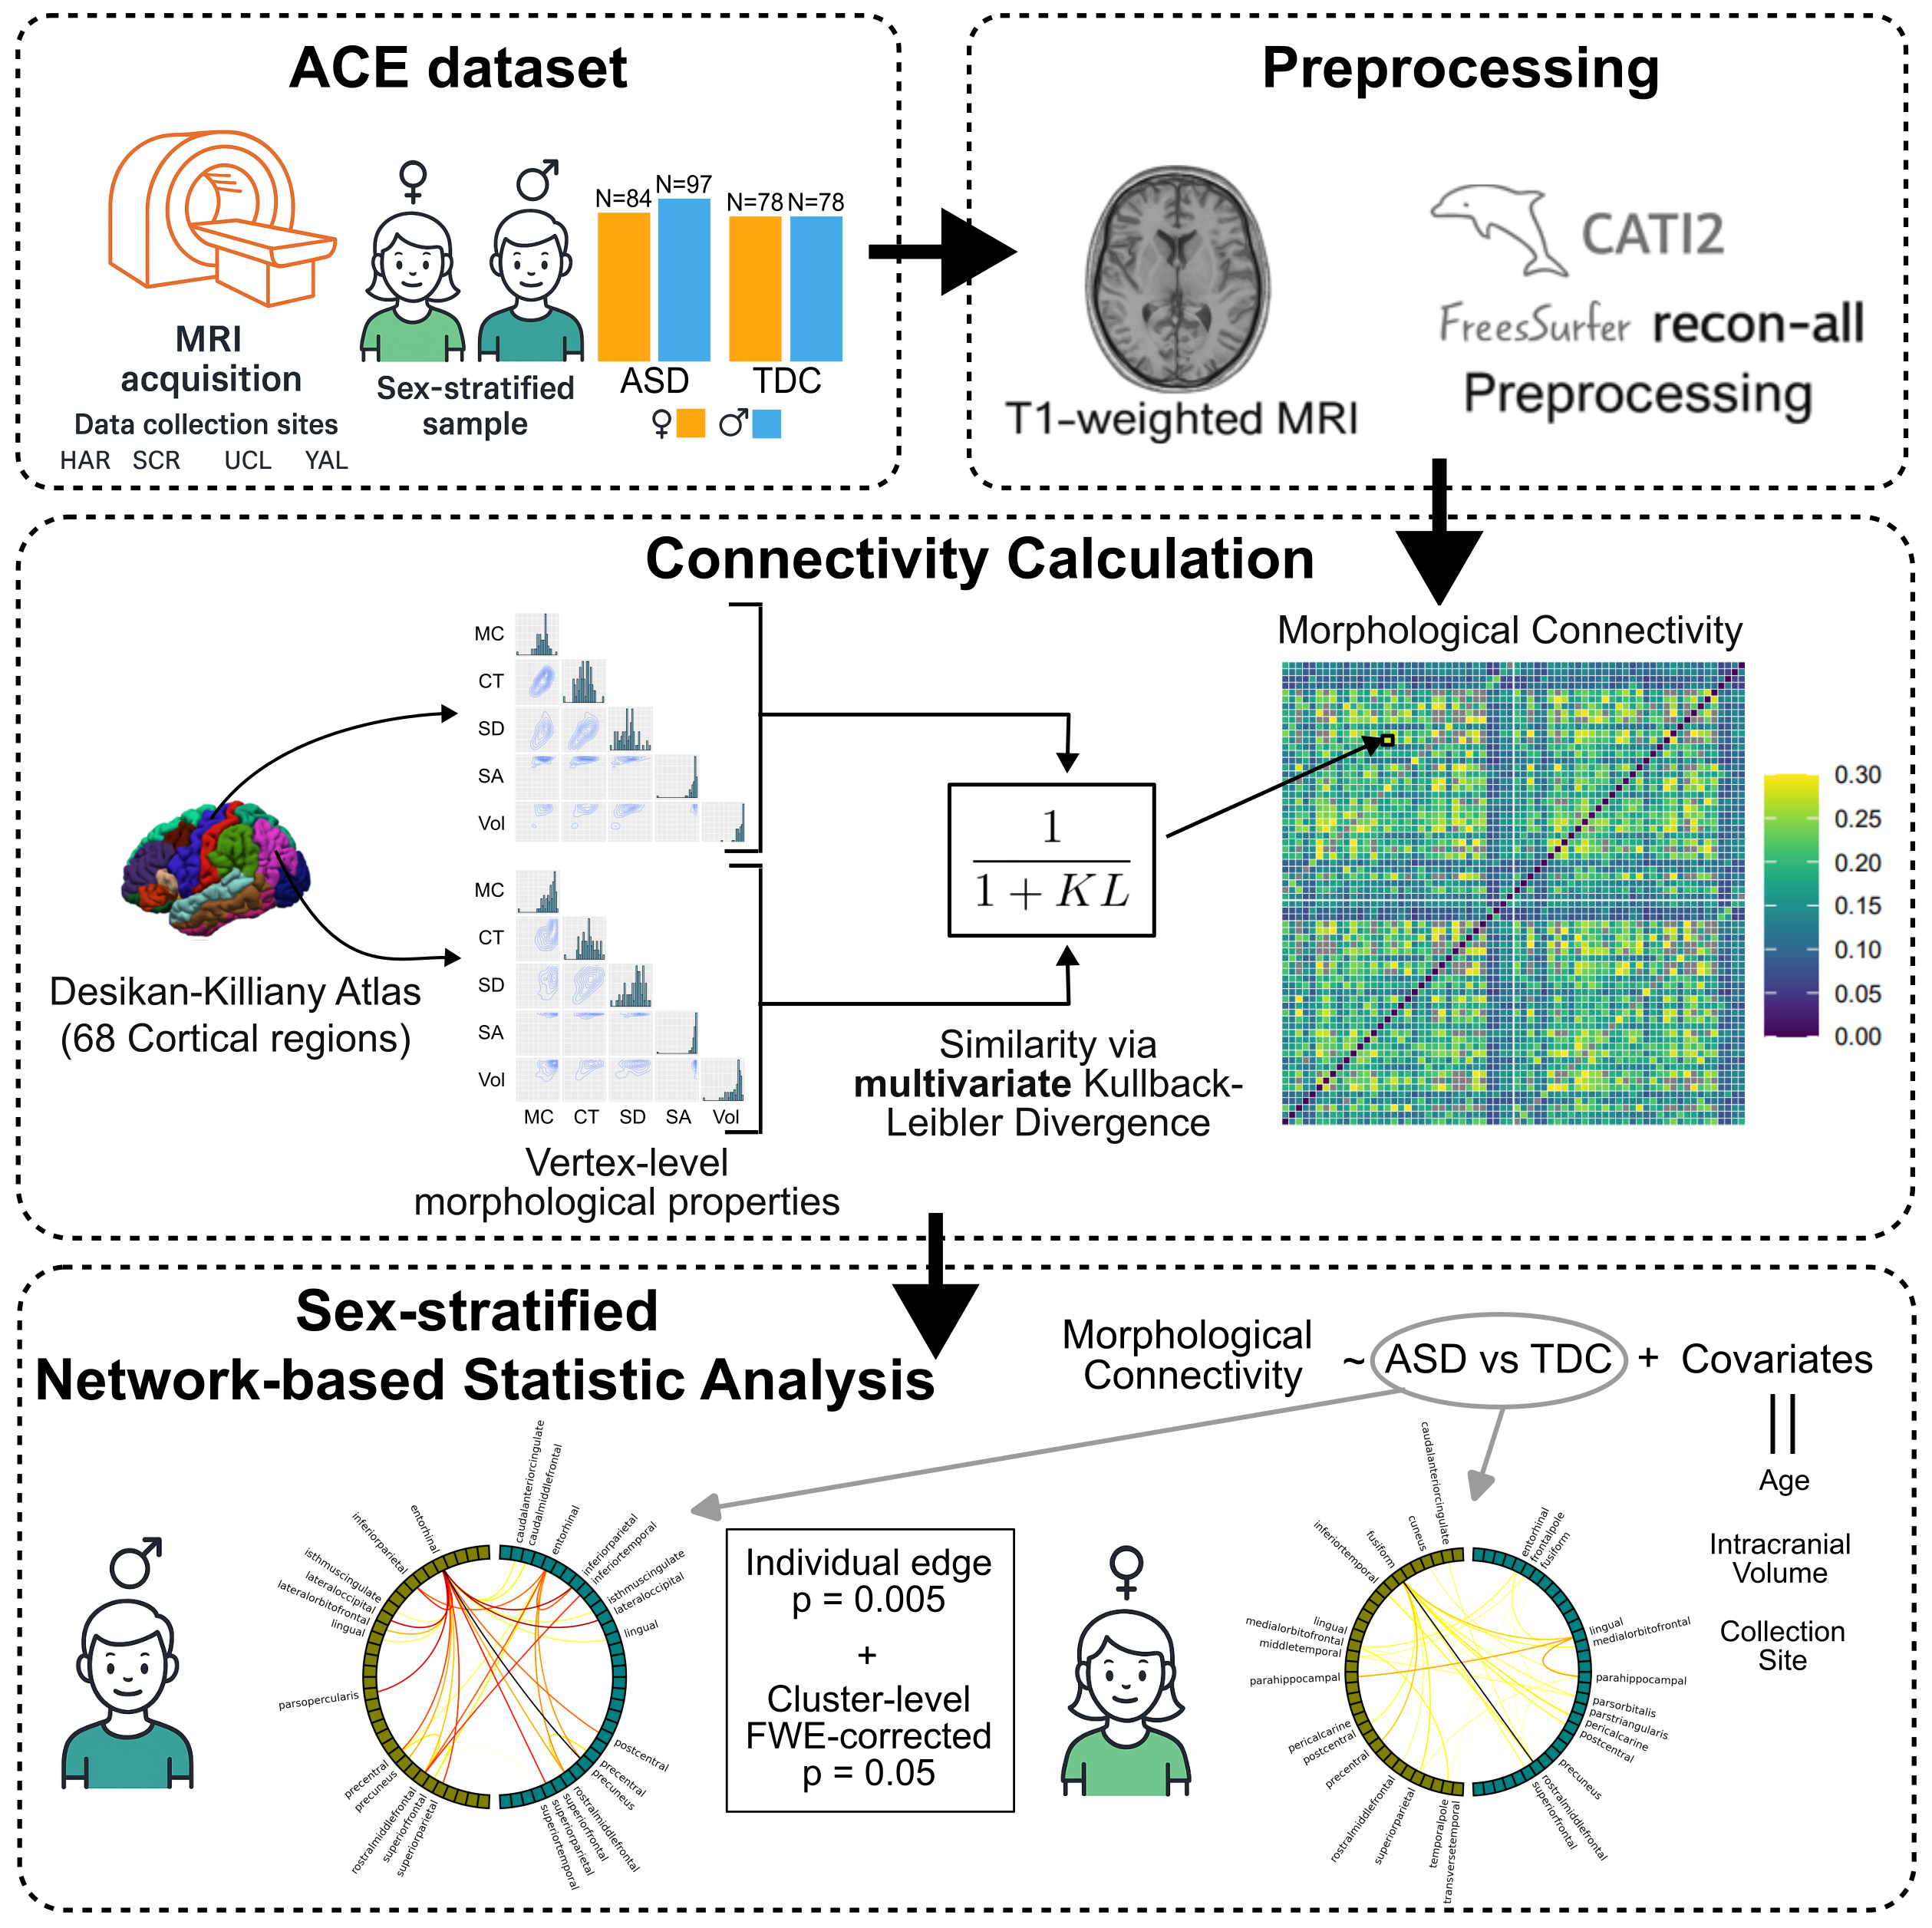 ACE dataset
MRI
acquisition
Data collection sites
HAR SCR UCL YAL
♀ ♂
Sex-stratified
sample
N=84 N=97 N=78 N=78
ASD TDC
♀ ♂
Preprocessing
T1-weighted MRI
CATI2
FreesSurfer recon-all
Preprocessing
Connectivity Calculation
Desikan-Killiany Atlas
(68 Cortical regions)
MC
CT
SD
SA
Vol
MC
CT
SD
SA
Vol
MC CT SD SA Vol
Vertex-level
morphological properties
1
1 + KL
Similarity via
multivariate Kullback-
Leibler Divergence
Morphological Connectivity
0.30
0.25
0.20
0.15
0.10
0.05
0.00
Sex-stratified
Network-based Statistic Analysis
Morphological
Connectivity
~ ASD vs TDC + Covariates
Age
Intracranial
Volume
Collection
Site
♂
entorhinal
inferiorparietal
isthmuscingulate
lateraloccipital
lateralorbitofrontal
lingual
parsopercularis
precentral
precuneus
rostralmiddlefrontal
superiorfrontal
superiorparietal
caudalanteriorcingulate
caudalmiddlefrontal
entorhinal
inferiorparietal
inferiortemporal
isthmuscingulate
lateraloccipital
lingual
postcentral
precentral
precuneus
rostralmiddlefrontal
superiorfrontal
superiorparietal
superiortemporal
Individual edge
p = 0.005
+
Cluster-level
FWE-corrected
p = 0.05
♀
caudalanteriorcingulate
cuneus
fusiform
inferiortemporal
lingual
medialorbitofrontal
middletemporal
parahippocampal
pericalcarine
postcentral
precentral
rostralmiddlefrontal
superiorparietal
temporalpole
transversetemporal
entorhinal
frontalpole
fusiform
lingual
medialorbitofrontal
parahippocampal
parsorbitalis
parstriangularis
pericalcarine
postcentral
precuneus
rostralmiddlefrontal
superiorfrontal